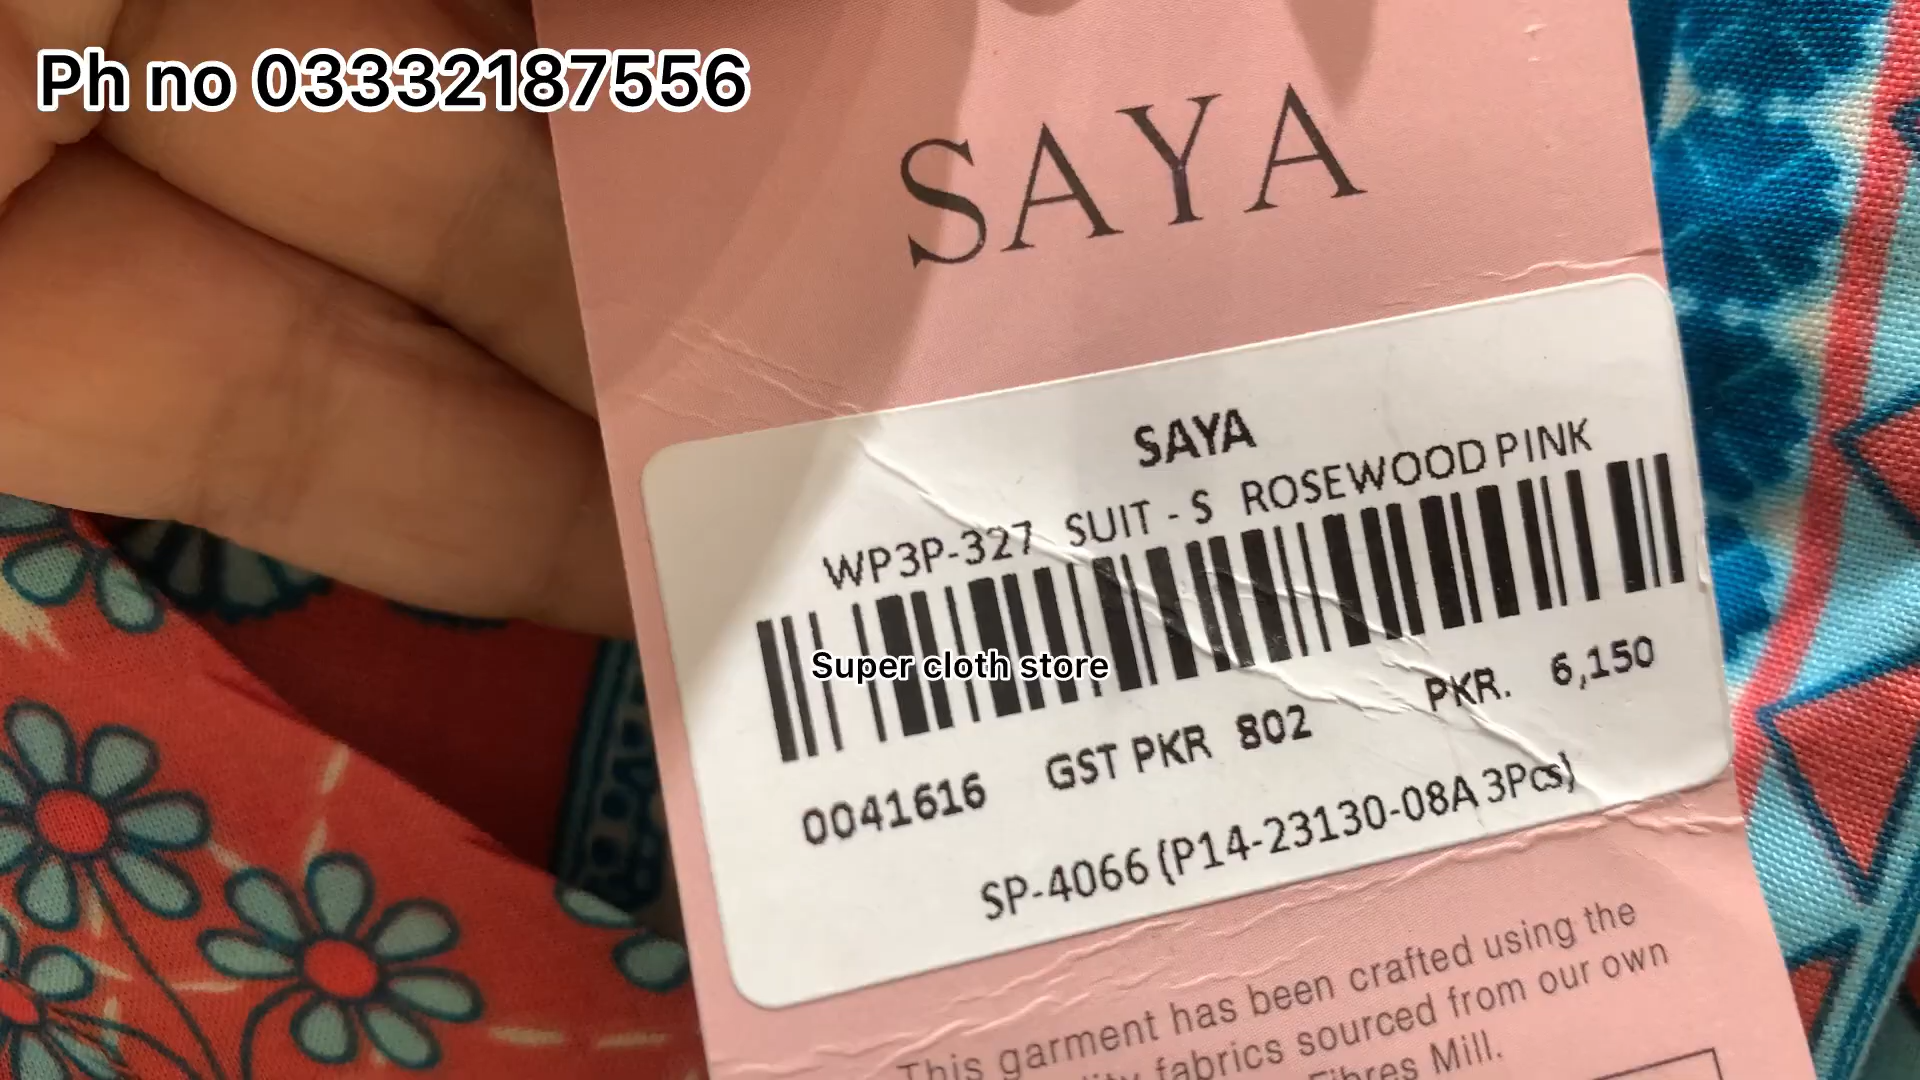 Ph no 03332187556
SAYA
SAYA
WP3P-327 SUIT - S ROSEWOOD PINK
Super cloth store
PKR. 6,150
0041616 GST PKR 802
SP-4066 (P14-23130-08A 3Pcs)
This garment has been crafted using the
fabrics sourced from our own
Fibres Mill.